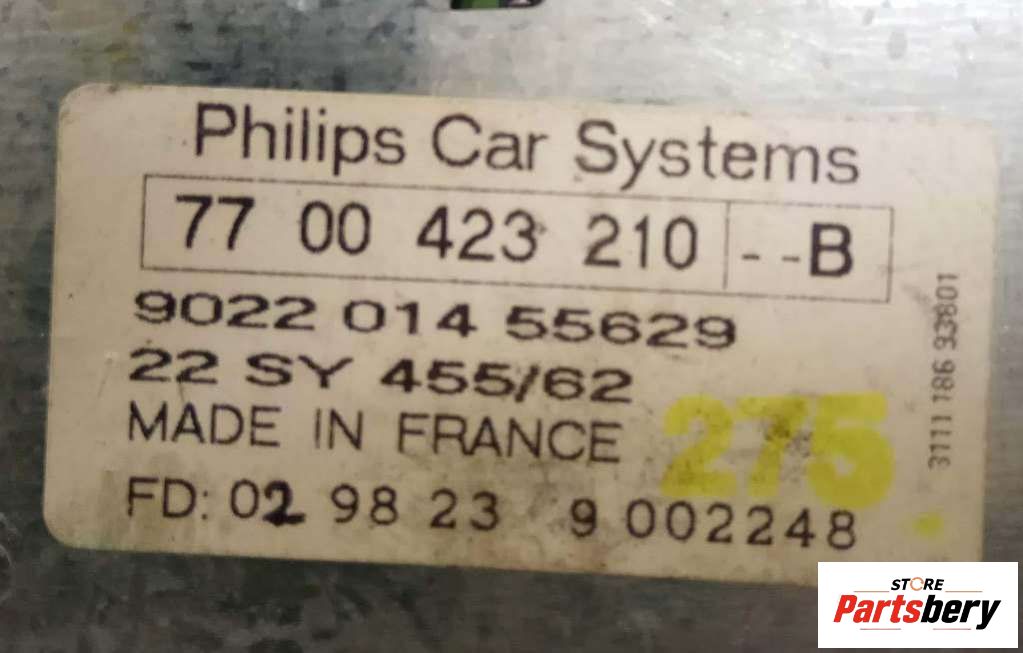 Philips Car Systems
77 00 423 210 --B
9022 014 55629
22 SY 455/62
MADE IN FRANCE
275
FD: 02 98 23 9 002248
3111 186 93801
STORE
Partsbery